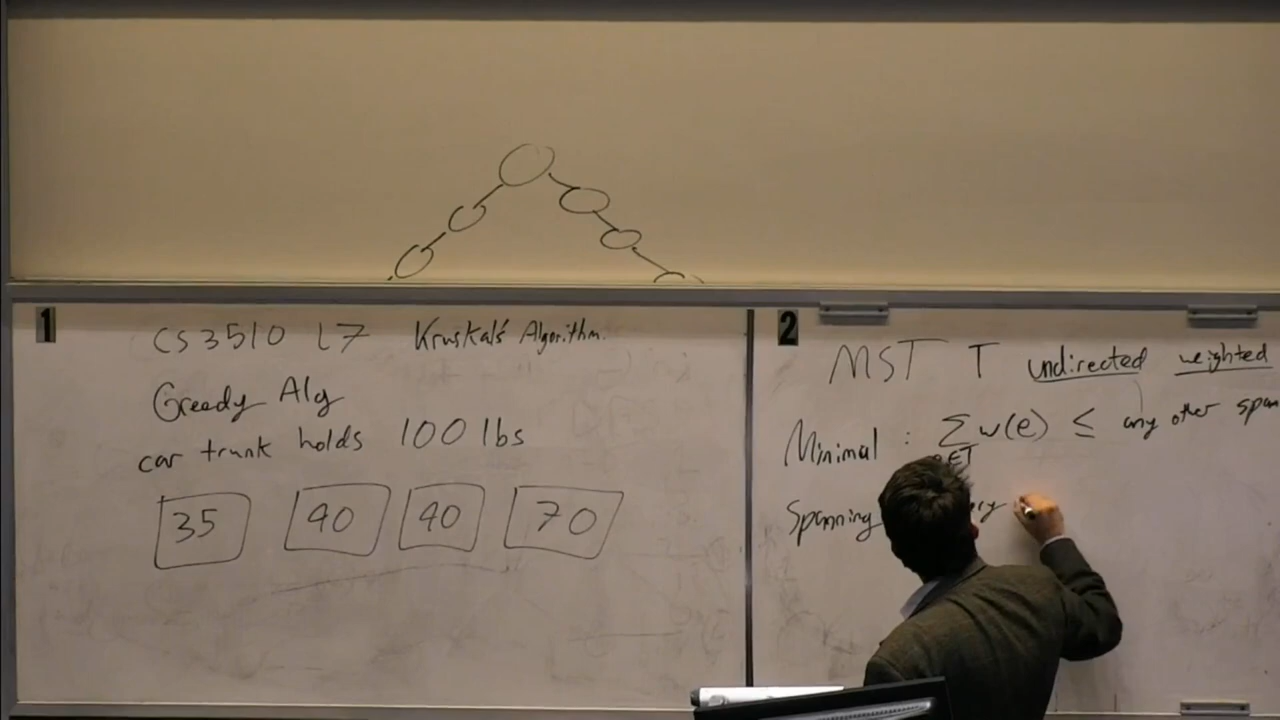 1
CS 3510 L7 Kruskal's Algorithm.
Greedy Alg
car trunk holds 100 lbs
35 40 40 70
2
MST T undirected weighted
Minimal : ∑ w(e) ≤ any other span
e∈T
Spanning